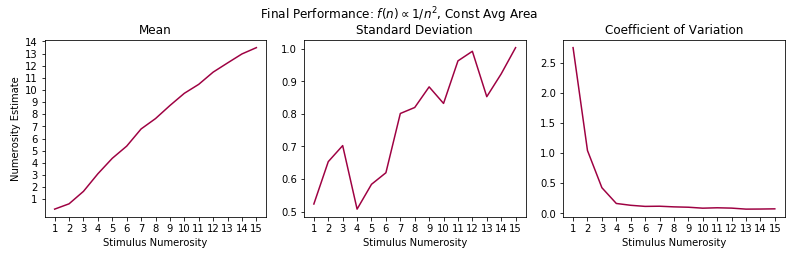 Final Performance: f(n) ∝ 1/n², Const Avg Area
Mean
Numerosity Estimate
14
13
12
11
10
9
8
7
6
5
4
3
2
1
1 2 3 4 5 6 7 8 9 10 11 12 13 14 15
Stimulus Numerosity
Standard Deviation
1.0
0.9
0.8
0.7
0.6
0.5
1 2 3 4 5 6 7 8 9 10 11 12 13 14 15
Stimulus Numerosity
Coefficient of Variation
2.5
2.0
1.5
1.0
0.5
0.0
1 2 3 4 5 6 7 8 9 10 11 12 13 14 15
Stimulus Numerosity